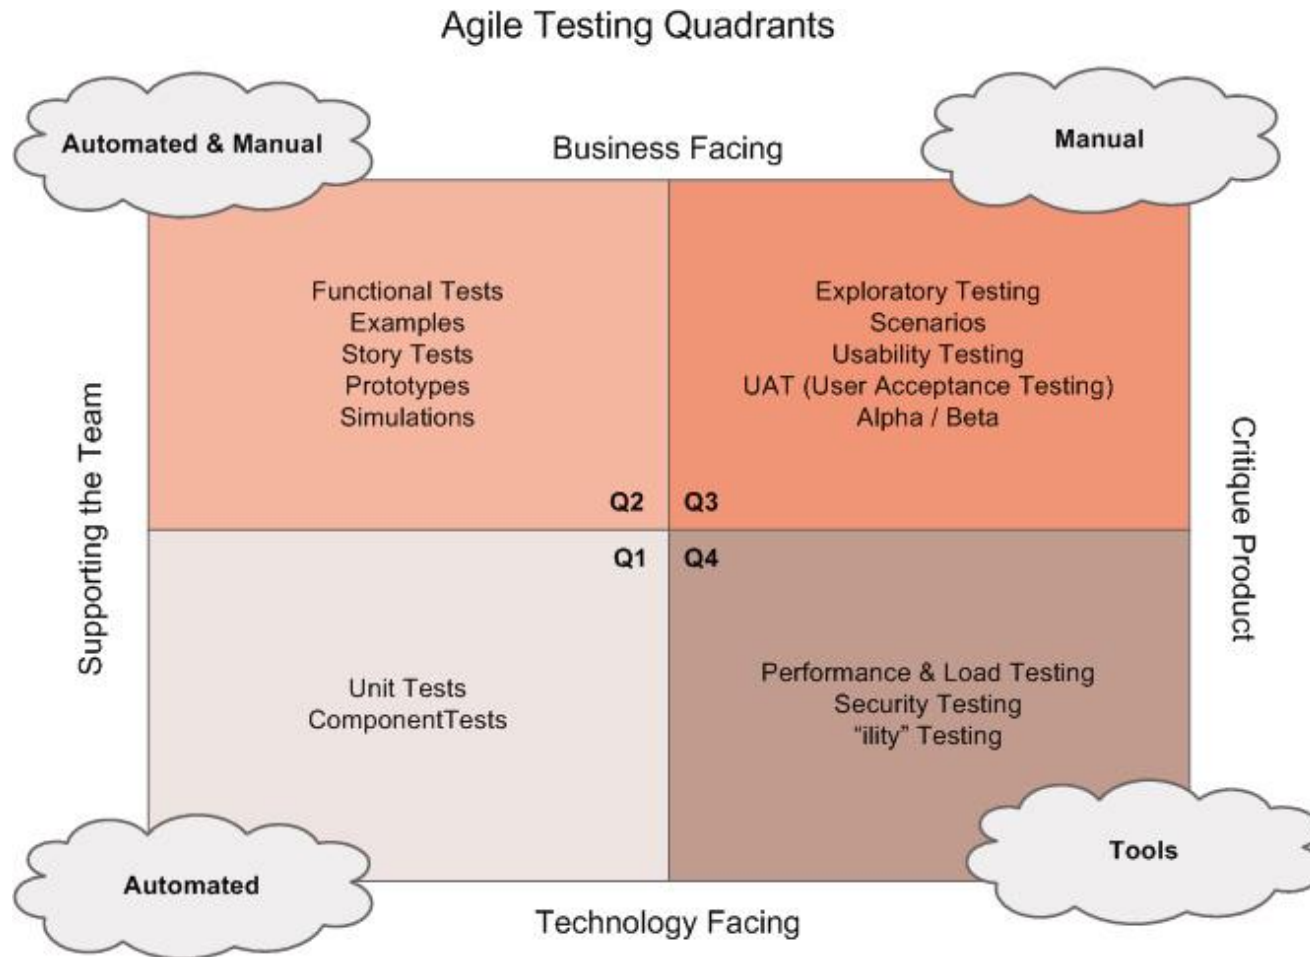 Agile Testing Quadrants
Automated & Manual
Business Facing
Manual
Functional Tests
Examples
Story Tests
Prototypes
Simulations
Q2
Exploratory Testing
Scenarios
Usability Testing
UAT (User Acceptance Testing)
Alpha / Beta
Q3
Supporting the Team
Critique Product
Q1
Unit Tests
ComponentTests
Q4
Performance & Load Testing
Security Testing
“ility” Testing
Automated
Tools
Technology Facing